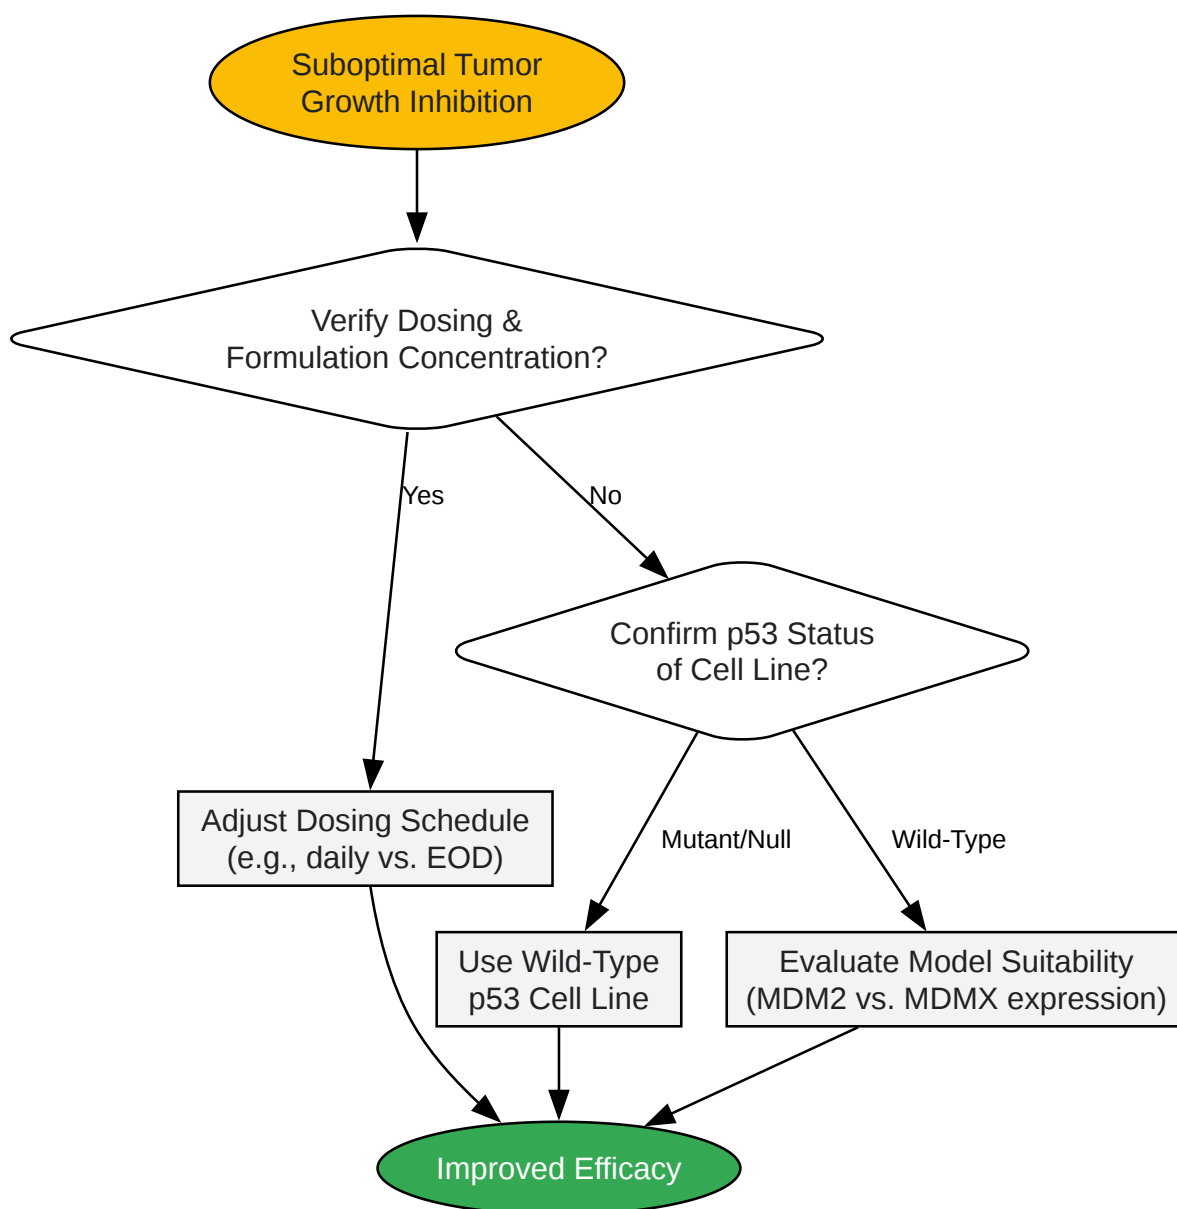 Suboptimal Tumor
Growth Inhibition
Verify Dosing &
Formulation Concentration?
Yes
No
Confirm p53 Status
of Cell Line?
Adjust Dosing Schedule
(e.g., daily vs. EOD)
Mutant/Null
Wild-Type
Use Wild-Type
p53 Cell Line
Evaluate Model Suitability
(MDM2 vs. MDMX expression)
Improved Efficacy